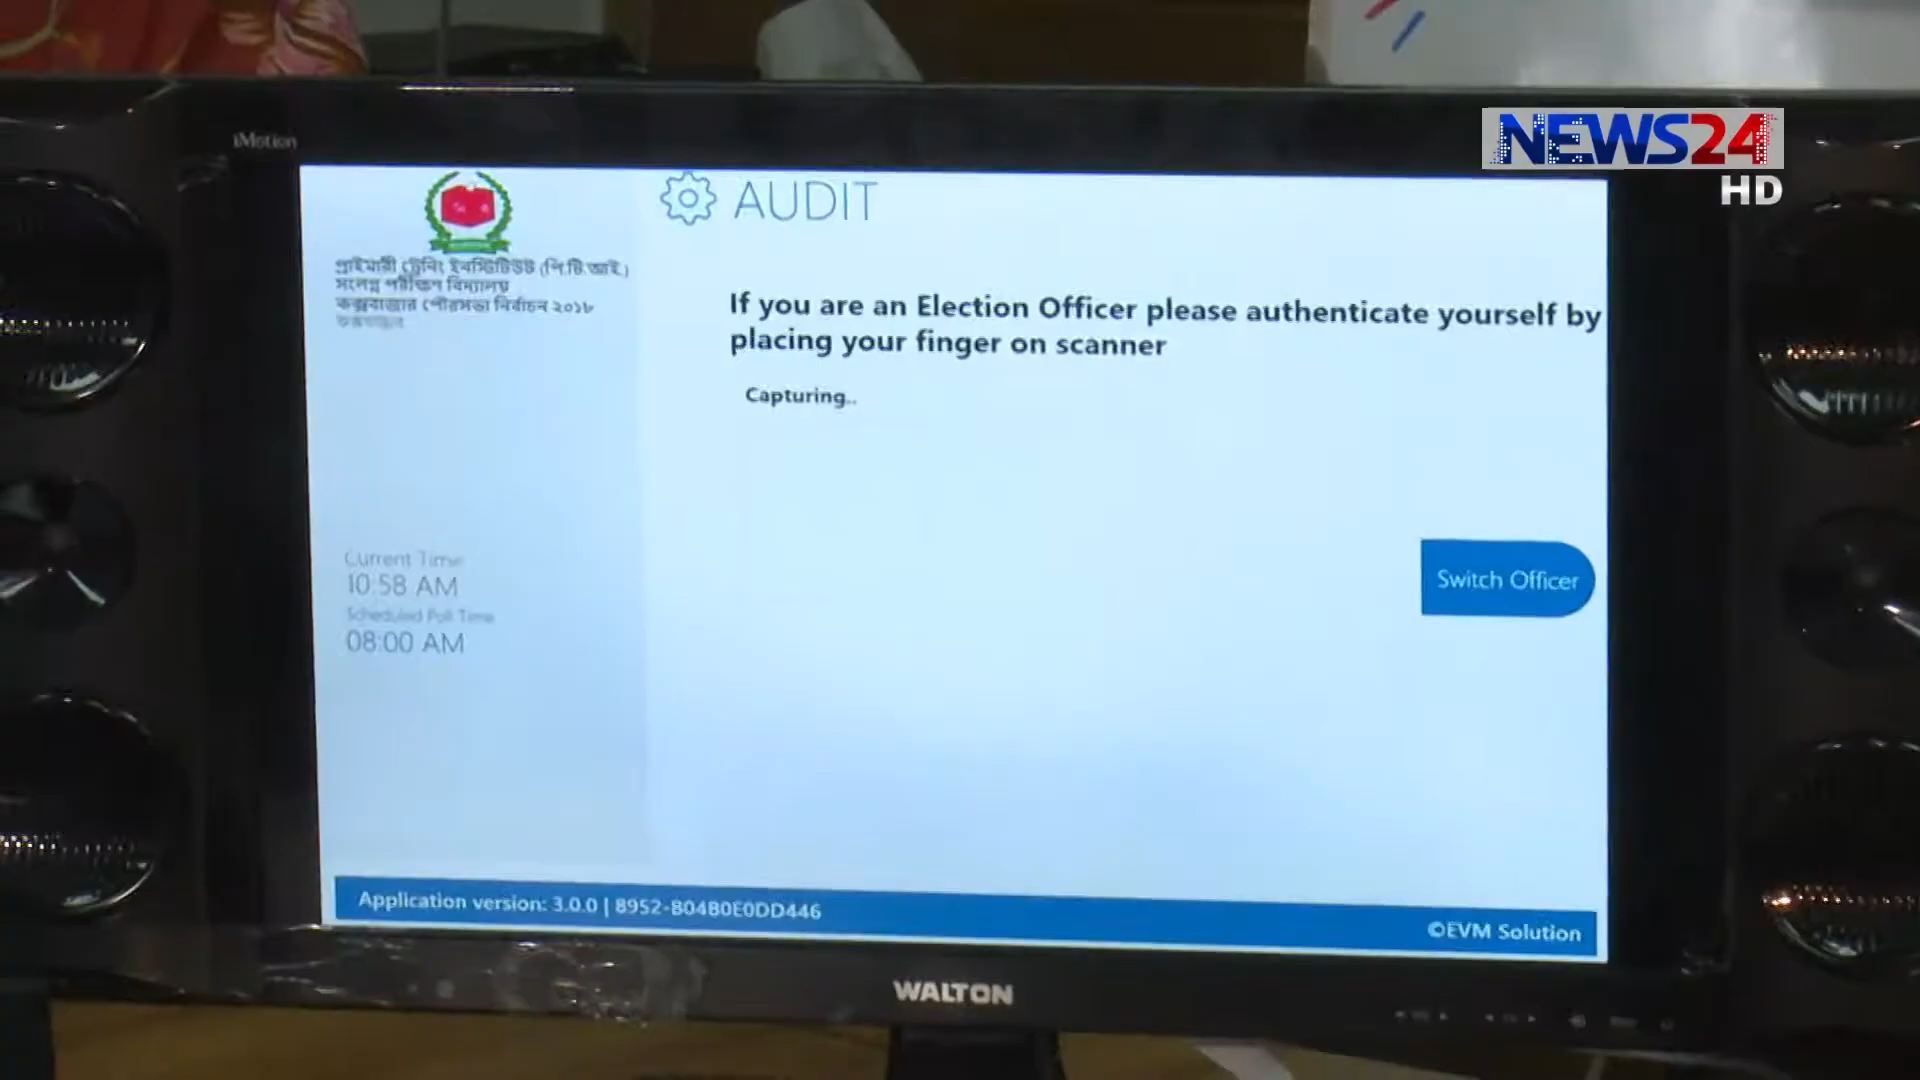 NEWS24
HD
iMotion
AUDIT
প্রাইমারী ট্রেনিং ইনস্টিটিউট (পি.টি.আই.)
সংলগ্ন পরীক্ষণ বিদ্যালয়
কক্সবাজার পৌরসভা নির্বাচন ২০১৮
কক্সবাজার
If you are an Election Officer please authenticate yourself by
placing your finger on scanner
Capturing..
Current Time
10:58 AM
Scheduled Poll Time
08:00 AM
Switch Officer
Application version: 3.0.0 | 8952-B04B0E0DD446
©EVM Solution
WALTON